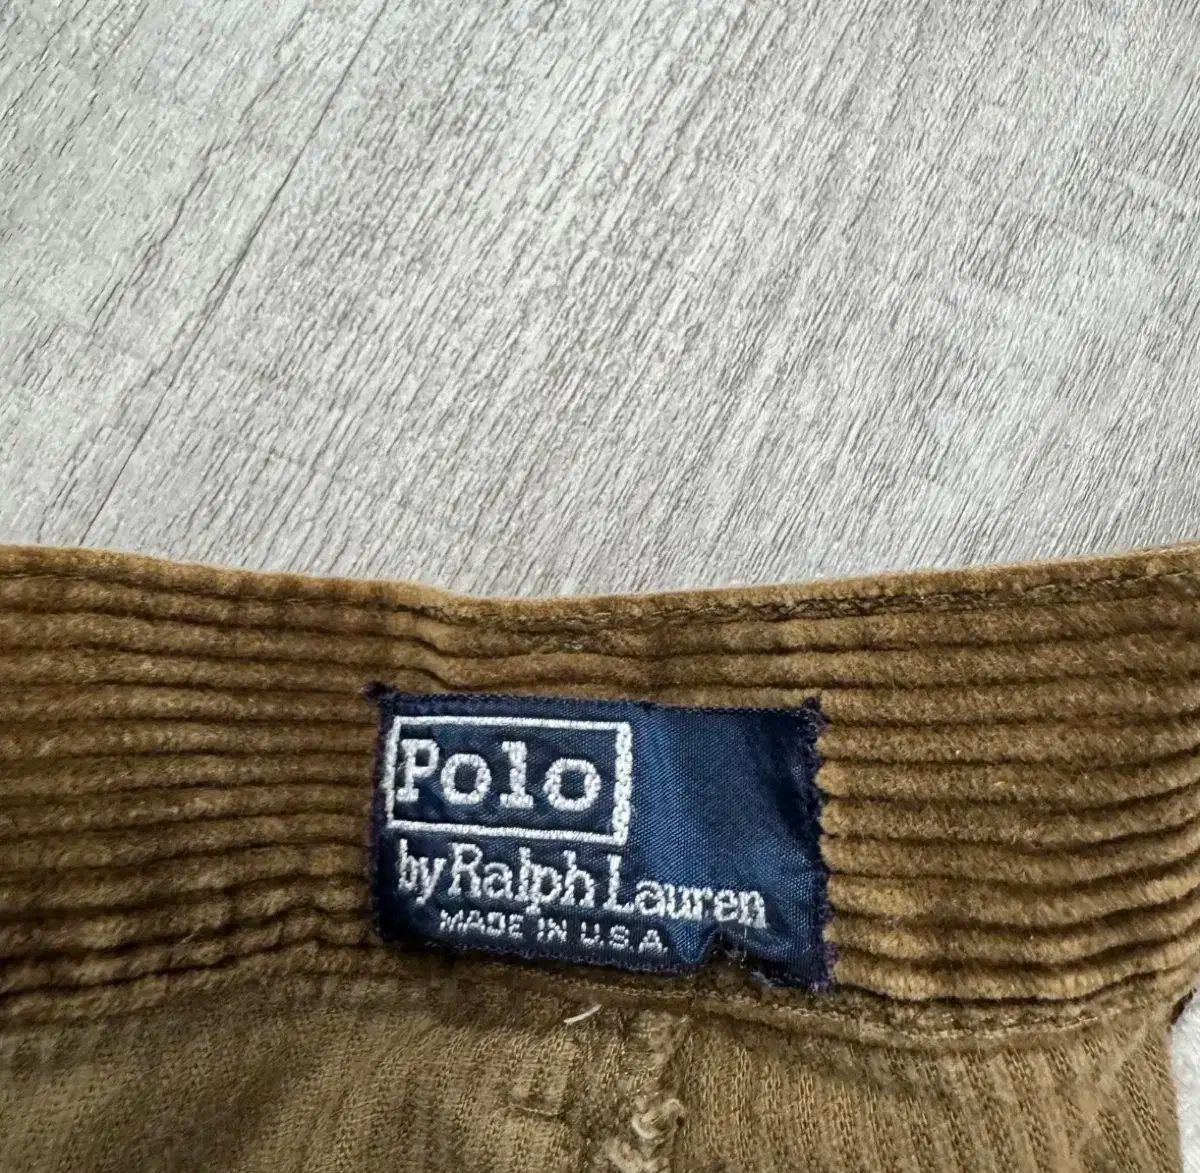 Polo
by Ralph Lauren
MADE IN U.S.A.